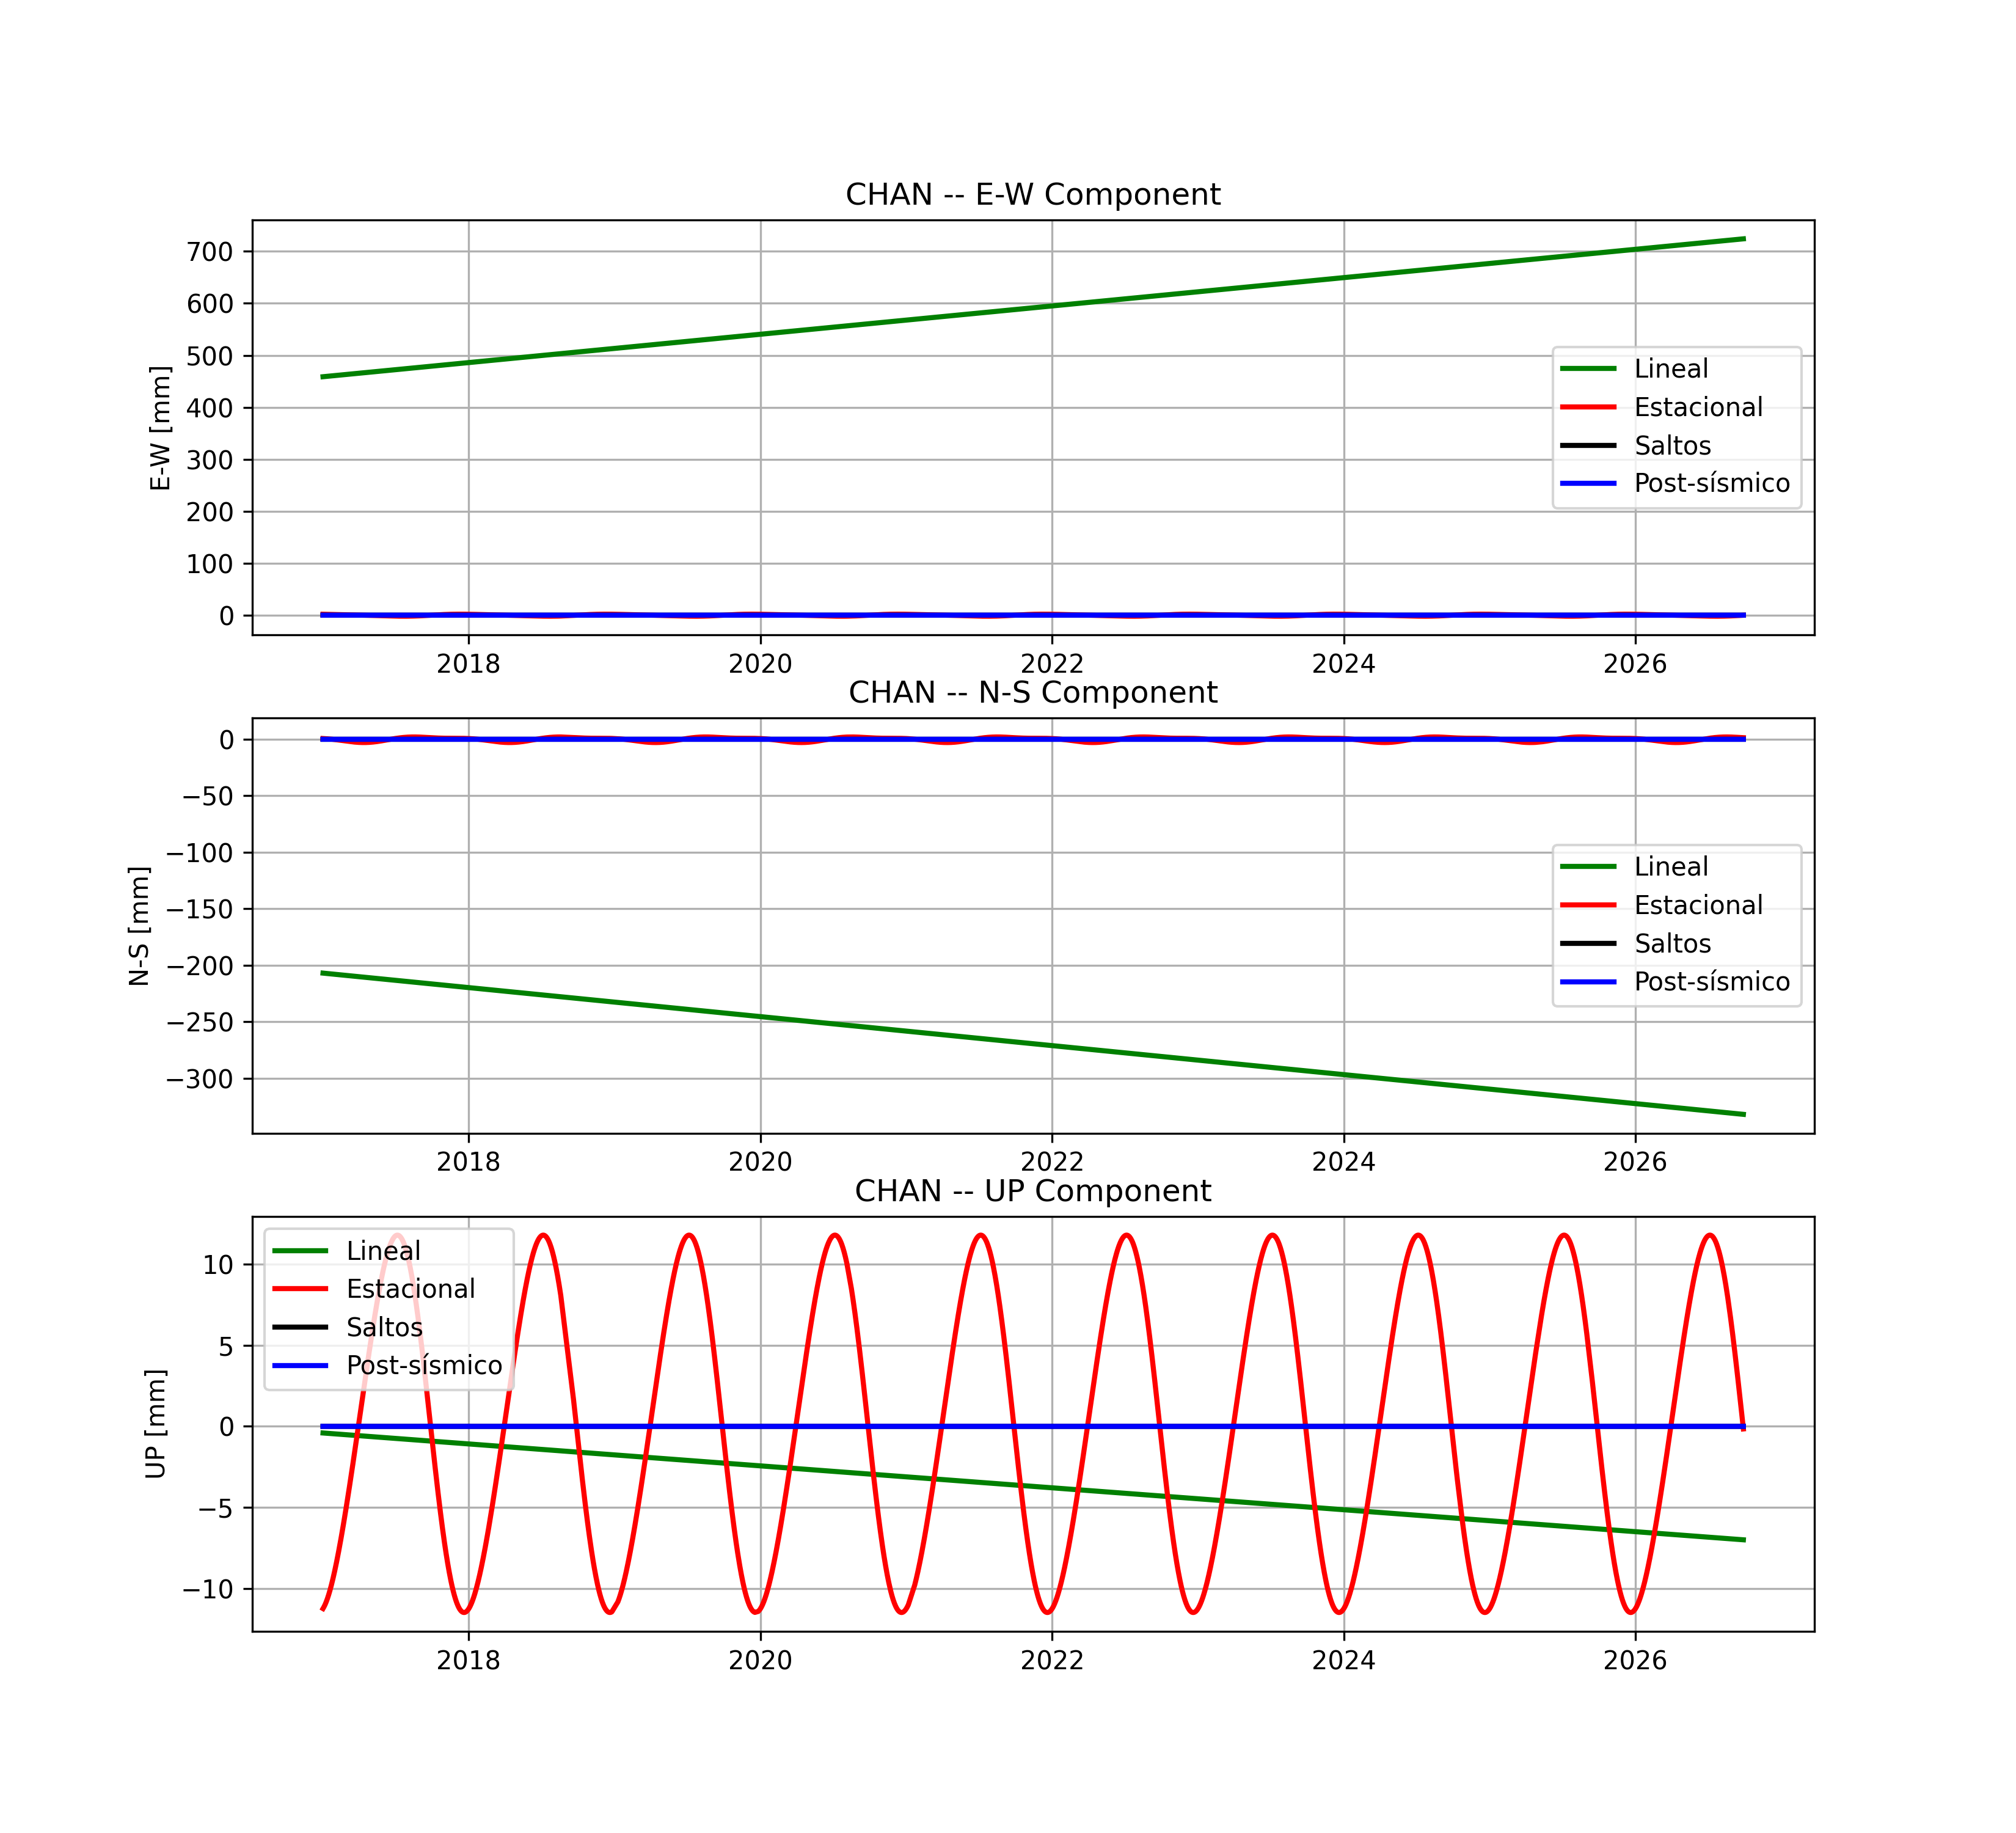 CHAN -- E-W Component
E-W [mm]
700
600
500
400
300
200
100
0
Lineal
Estacional
Saltos
Post-sísmico
2018 2020 2022 2024 2026
CHAN -- N-S Component
N-S [mm]
0
−50
−100
−150
−200
−250
−300
Lineal
Estacional
Saltos
Post-sísmico
2018 2020 2022 2024 2026
CHAN -- UP Component
UP [mm]
10
5
0
−5
−10
Lineal
Estacional
Saltos
Post-sísmico
2018 2020 2022 2024 2026